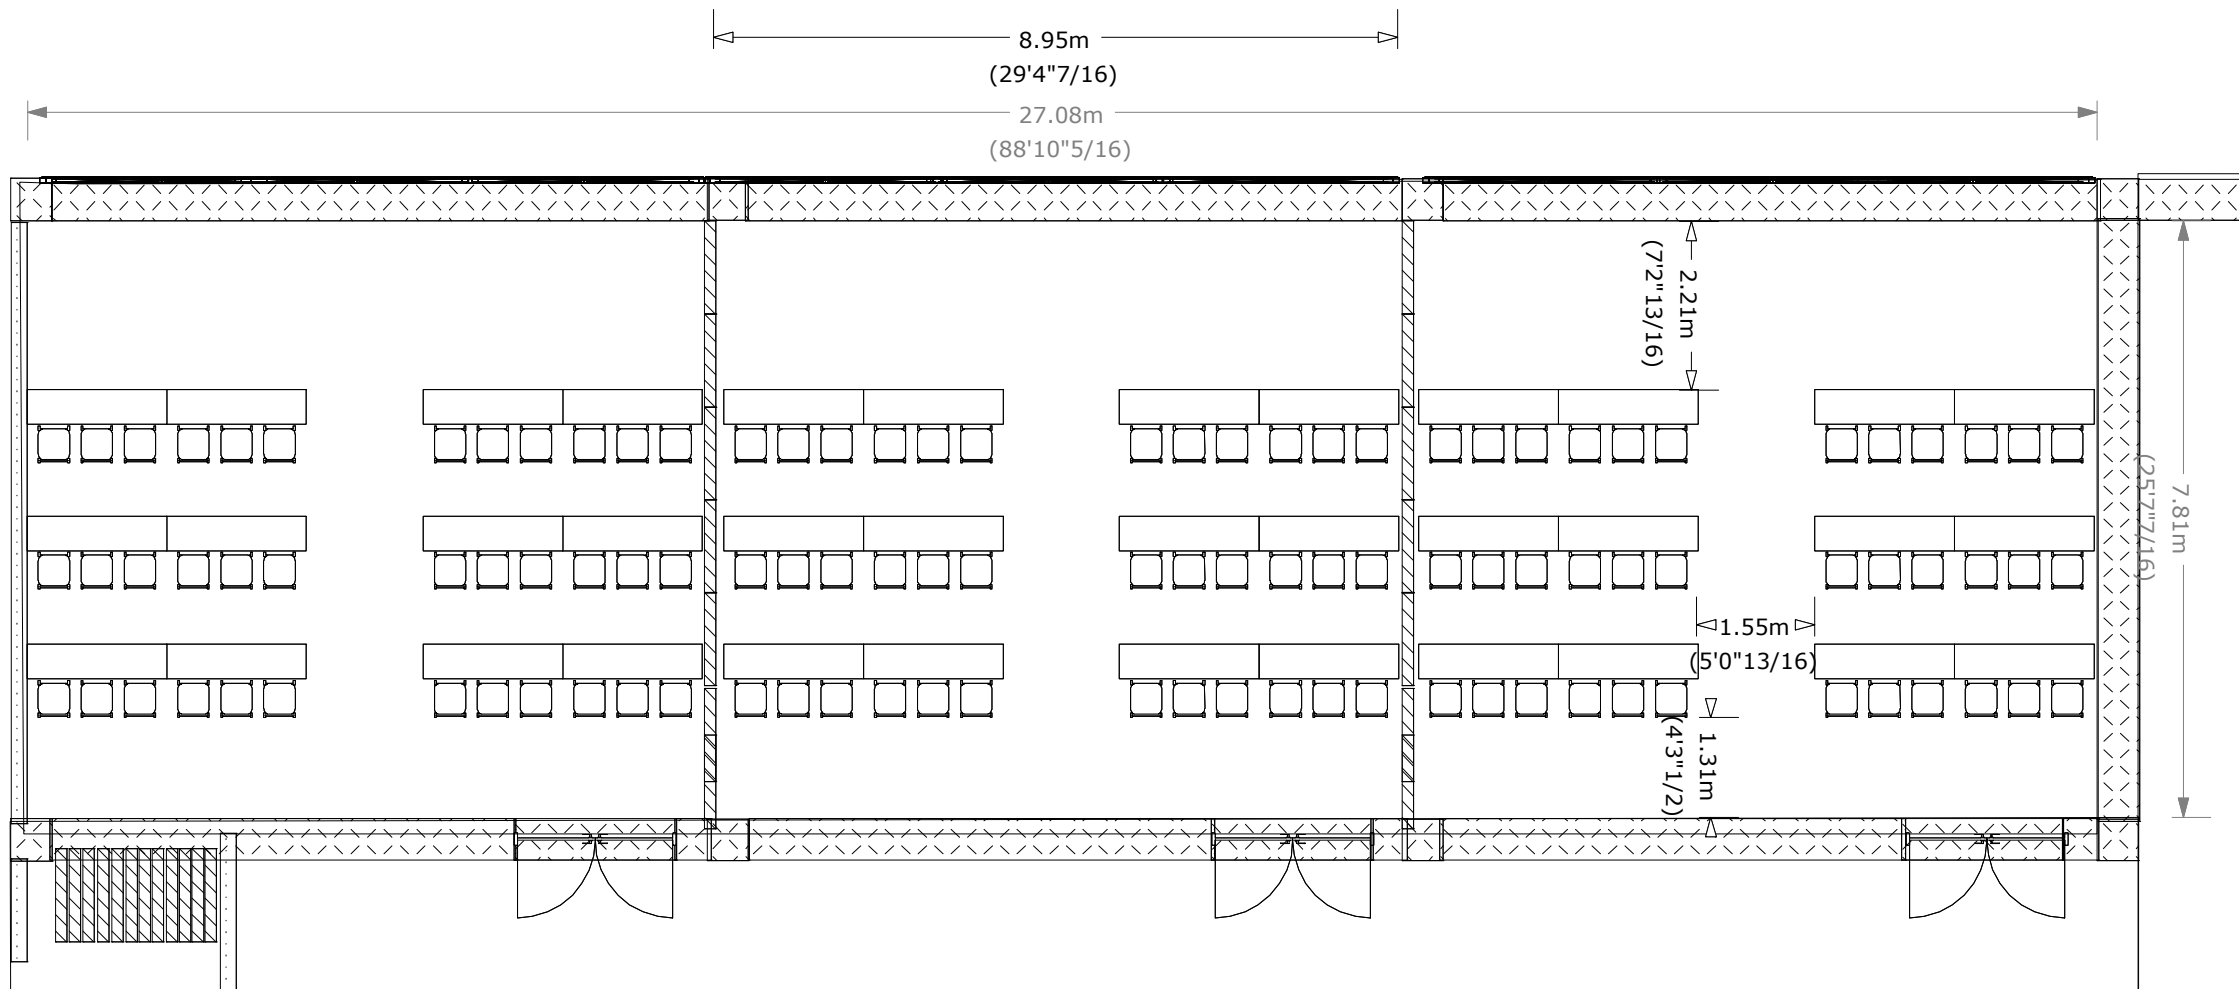 8.95m
(29'4"7/16)
27.08m
(88'10"5/16)
2.21m
(7'2"13/16)
7.81m
(25'7"7/16)
1.55m
(5'0"13/16)
1.31m
(4'3"1/2)